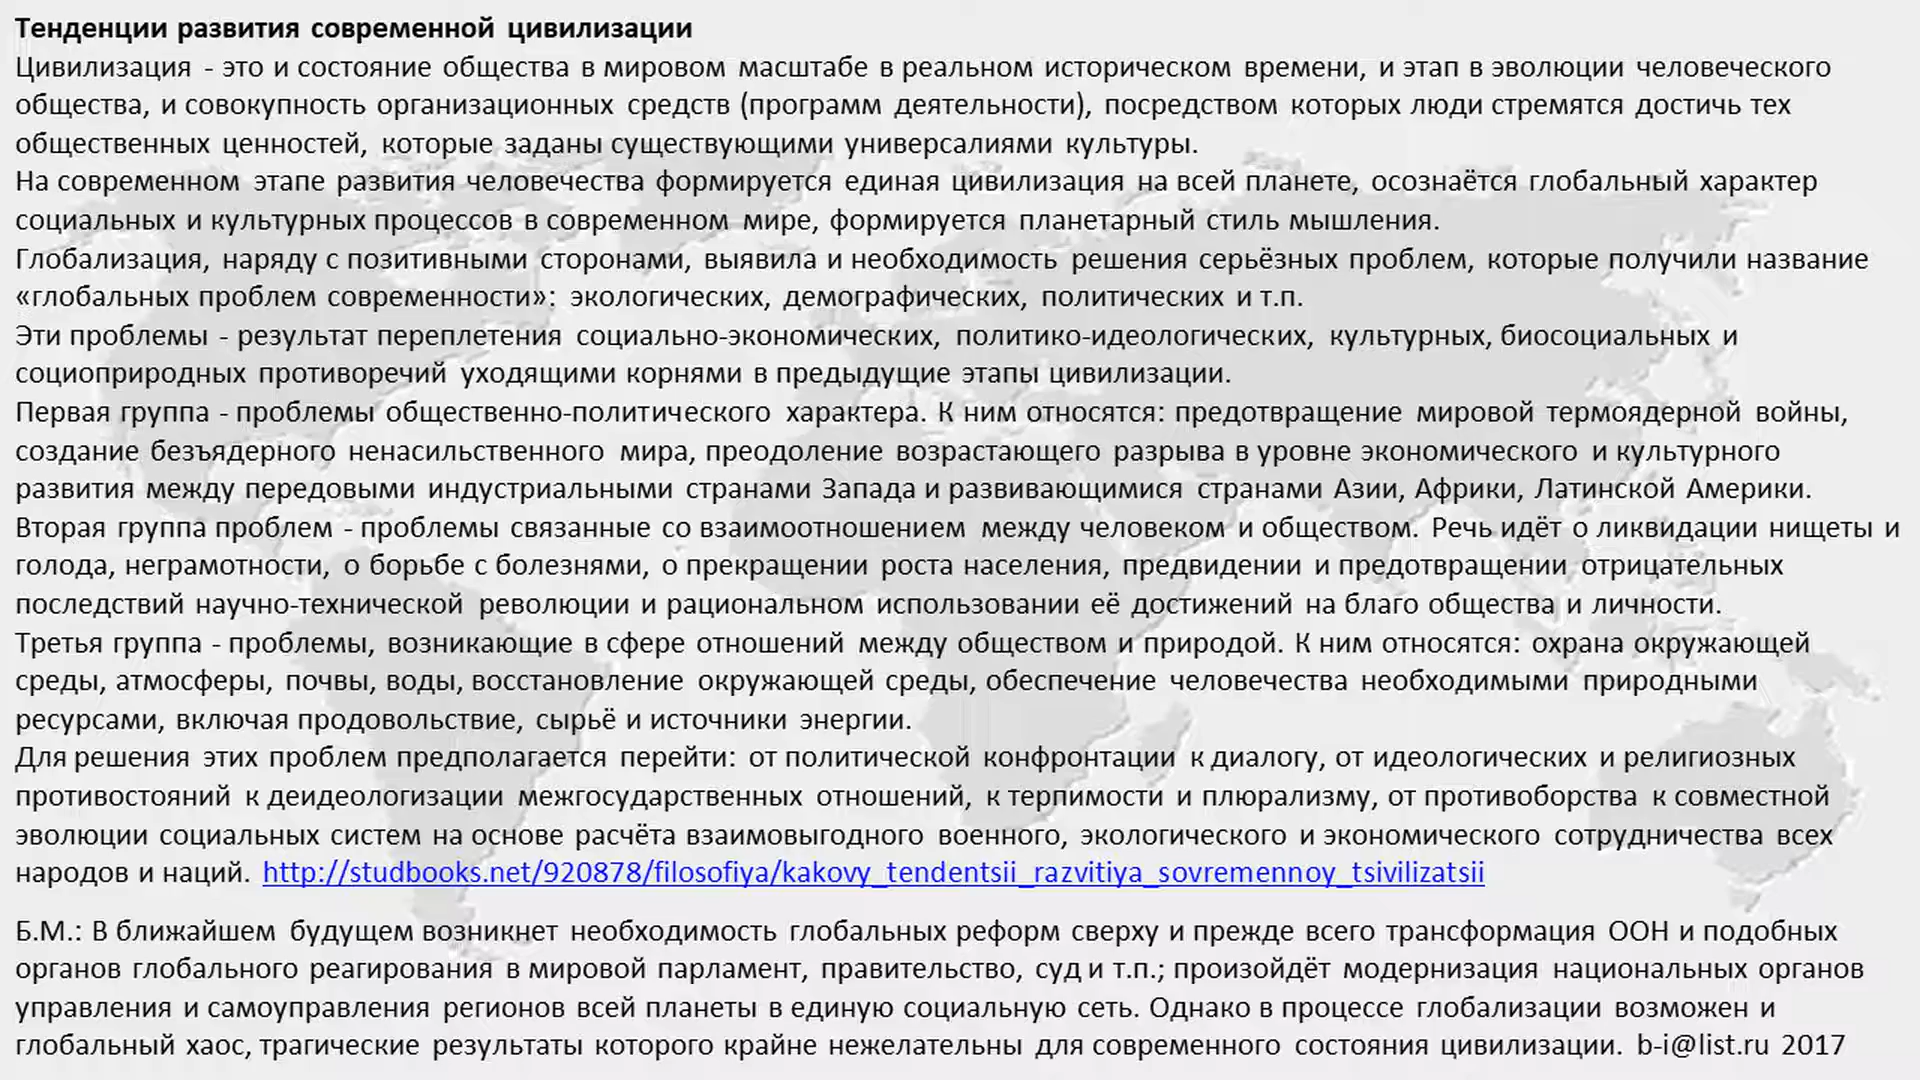 Тенденции развития современной цивилизации
Цивилизация - это и состояние общества в мировом масштабе в реальном историческом времени, и этап в эволюции человеческого
общества, и совокупность организационных средств (программ деятельности), посредством которых люди стремятся достичь тех
общественных ценностей, которые заданы существующими универсалиями культуры.
На современном этапе развития человечества формируется единая цивилизация на всей планете, осознаётся глобальный характер
социальных и культурных процессов в современном мире, формируется планетарный стиль мышления.
Глобализация, наряду с позитивными сторонами, выявила и необходимость решения серьёзных проблем, которые получили название
«глобальных проблем современности»: экологических, демографических, политических и т.п.
Эти проблемы - результат переплетения социально-экономических, политико-идеологических, культурных, биосоциальных и
социоприродных противоречий уходящими корнями в предыдущие этапы цивилизации.
Первая группа - проблемы общественно-политического характера. К ним относятся: предотвращение мировой термоядерной войны,
создание безъядерного ненасильственного мира, преодоление возрастающего разрыва в уровне экономического и культурного
развития между передовыми индустриальными странами Запада и развивающимися странами Азии, Африки, Латинской Америки.
Вторая группа проблем - проблемы связанные со взаимоотношением между человеком и обществом. Речь идёт о ликвидации нищеты и
голода, неграмотности, о борьбе с болезнями, о прекращении роста населения, предвидении и предотвращении отрицательных
последствий научно-технической революции и рациональном использовании её достижений на благо общества и личности.
Третья группа - проблемы, возникающие в сфере отношений между обществом и природой. К ним относятся: охрана окружающей
среды, атмосферы, почвы, воды, восстановление окружающей среды, обеспечение человечества необходимыми природными
ресурсами, включая продовольствие, сырьё и источники энергии.
Для решения этих проблем предполагается перейти: от политической конфронтации к диалогу, от идеологических и религиозных
противостояний к деидеологизации межгосударственных отношений, к терпимости и плюрализму, от противоборства к совместной
эволюции социальных систем на основе расчёта взаимовыгодного военного, экологического и экономического сотрудничества всех
народов и наций. http://studbooks.net/920878/filosofiya/kakovy_tendentsii_razvitiya_sovremennoy_tsivilizatsii
Б.М.: В ближайшем будущем возникнет необходимость глобальных реформ сверху и прежде всего трансформация ООН и подобных
органов глобального реагирования в мировой парламент, правительство, суд и т.п.; произойдёт модернизация национальных органов
управления и самоуправления регионов всей планеты в единую социальную сеть. Однако в процессе глобализации возможен и
глобальный хаос, трагические результаты которого крайне нежелательны для современного состояния цивилизации. b-i@list.ru 2017